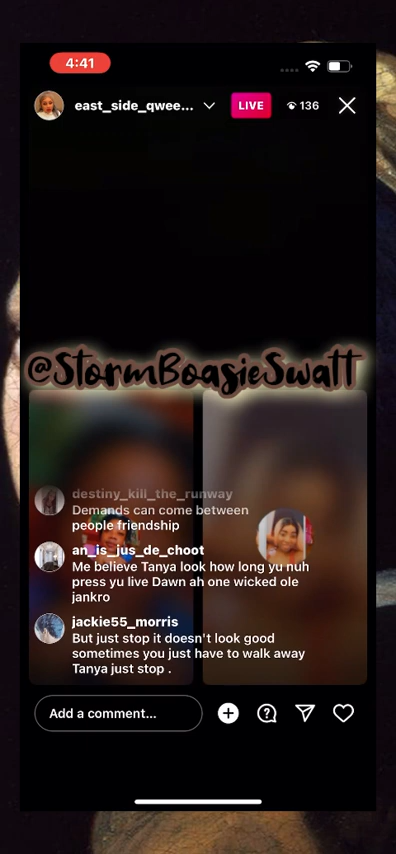 4:41
east_side_qwee...
LIVE
136
@StormBoasieSwatt
destiny_kill_the_runway
Demands can come between
people friendship
an_is_jus_de_choot
Me believe Tanya look how long yu nuh
press yu live Dawn ah one wicked ole
jankro
jackie55_morris
But just stop it doesn't look good
sometimes you just have to walk away
Tanya just stop .
Add a comment...